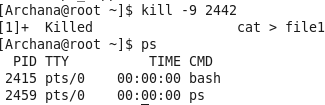 [Archana@root ~]$ kill -9 2442
[1]+  Killed                  cat > file1
[Archana@root ~]$ ps
  PID TTY          TIME CMD
 2415 pts/0    00:00:00 bash
 2459 pts/0    00:00:00 ps